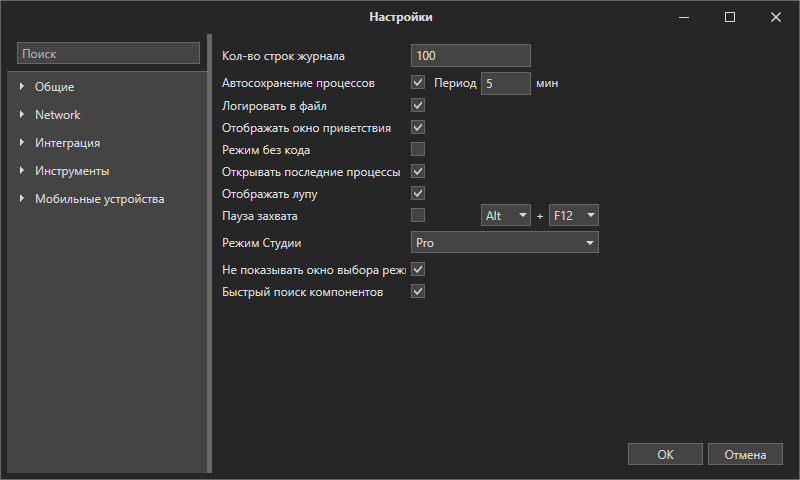 Настройки
Поиск
Общие
Network
Интеграция
Инструменты
Мобильные устройства
Кол-во строк журнала 100
Автосохранение процессов Период 5 мин
Логировать в файл
Отображать окно приветствия
Режим без кода
Открывать последние процессы
Отображать лупу
Пауза захвата Alt + F12
Режим Студии Pro
Не показывать окно выбора режи
Быстрый поиск компонентов
OK Отмена